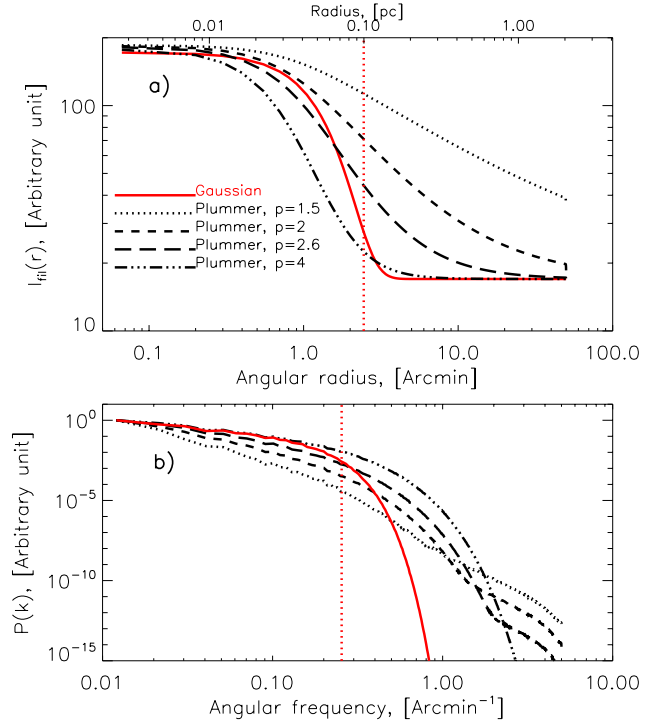 Radius, [pc]
0.01 0.10 1.00
a)
I_fil(r), [Arbitrary unit]
100
10
Gaussian
Plummer, p=1.5
Plummer, p=2
Plummer, p=2.6
Plummer, p=4
0.1 1.0 10.0 100.0
Angular radius, [Arcmin]
b)
P(k), [Arbitrary unit]
10^0
10^-5
10^-10
10^-15
0.01 0.10 1.00 10.00
Angular frequency, [Arcmin^-1]